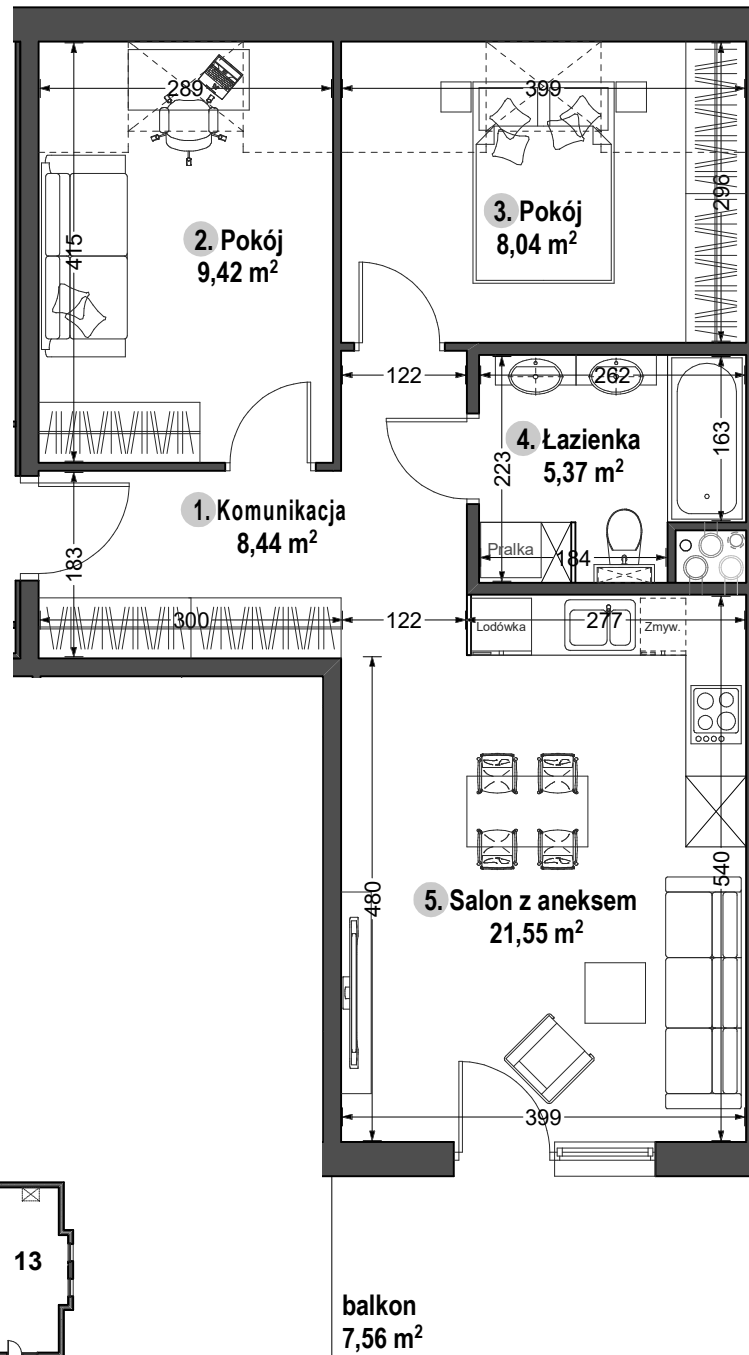 289
399
415
296
2. Pokój
9,42 m²
3. Pokój
8,04 m²
122
262
4. Łazienka
5,37 m²
223
163
1. Komunikacja
8,44 m²
183
Pralka
184
300
122
Lodówka
277
Zmyw.
480
540
5. Salon z aneksem
21,55 m²
399
13
balkon
7,56 m²